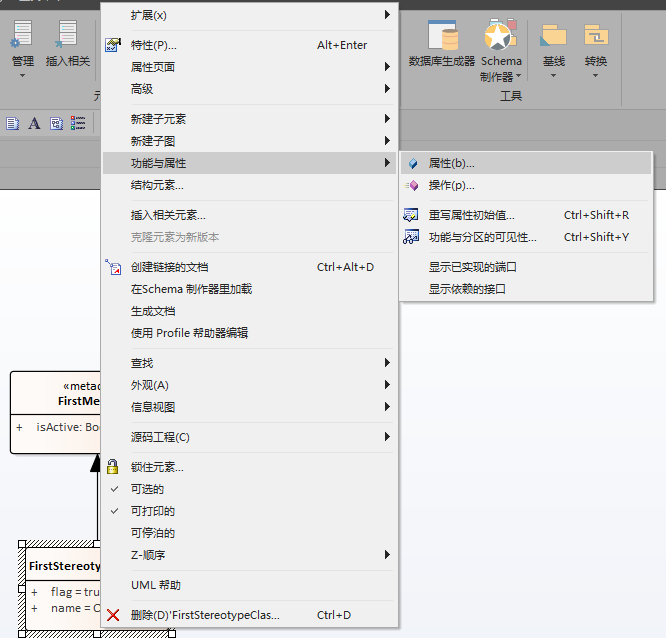 管理
插入相关
数据库生成器
Schema
制作器
基线
转换
工具
扩展(x)
特性(P)... Alt+Enter
属性页面
高级
新建子元素
新建子图
功能与属性
结构元素...
插入相关元素...
克隆元素为新版本
创建链接的文档 Ctrl+Alt+D
在Schema 制作器里加载
生成文档
使用 Profile 帮助器编辑
查找
外观(A)
信息视图
源码工程(C)
锁住元素...
可选的
可打印的
可停泊的
Z-顺序
UML 帮助
删除(D)'FirstStereotypeClas... Ctrl+D
属性(b)...
操作(p)...
重写属性初始值... Ctrl+Shift+R
功能与分区的可见性... Ctrl+Shift+Y
显示已实现的端口
显示依赖的接口
«metac
FirstMe
+ isActive: Boo
FirstStereoty
+ flag = tru
+ name = C